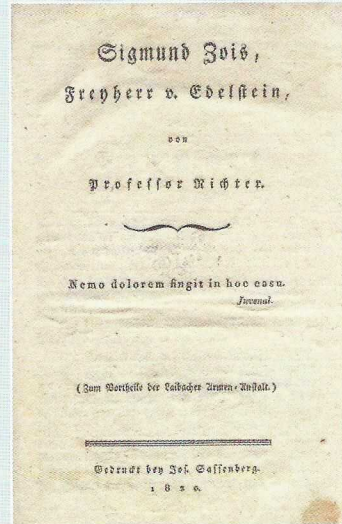 Sigmund Zois,
Freyherr v. Edelstein,
von
Professor Richter.
Nemo dolorem fingit in hoc casu.
Juvenal.
(Zum Vortheile der Laibacher Armen-Anstalt.)
Gedruckt bey Jos. Sassenberg.
1820.